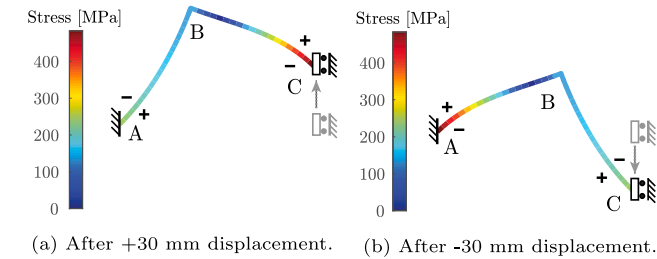 Stress [MPa]
400
300
200
100
0
A
B
C
+
−
−
+
Stress [MPa]
400
300
200
100
0
A
B
C
+
−
−
+
(a) After +30 mm displacement.
(b) After -30 mm displacement.